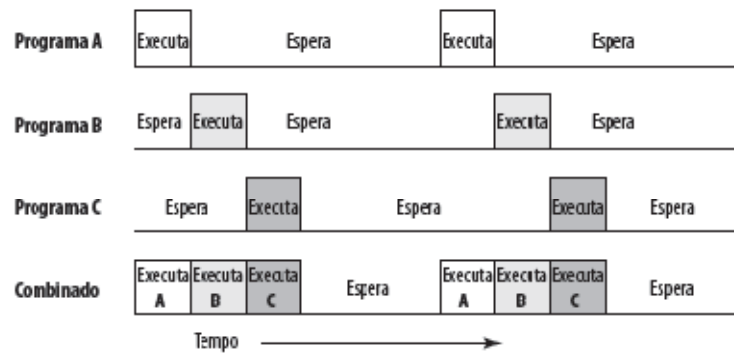 Programa A Executa Espera Executa Espera
Programa B Espera Executa Espera Executa Espera
Programa C Espera Executa Espera Executa Espera
Combinado Executa A Executa B Executa C Espera Executa A Executa B Executa C Espera
Tempo